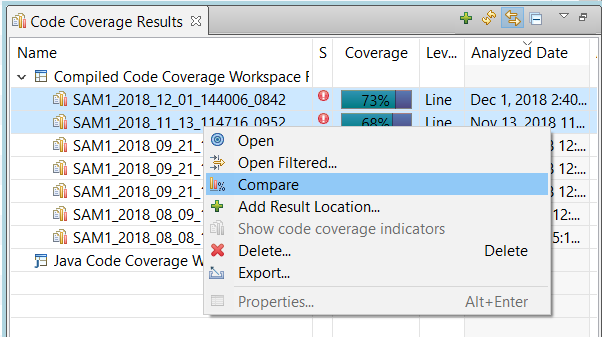 Code Coverage Results
Name S Coverage Lev... Analyzed Date
Compiled Code Coverage Workspace
SAM1_2018_12_01_144006_0842 73% Line Dec 1, 2018 2:40...
SAM1_2018_11_13_114716_0952 68% Line Nov 13, 2018 11...
SAM1_2018_09_21_ 12:...
SAM1_2018_09_21_ 12:...
SAM1_2018_09_21_ 12:...
SAM1_2018_08_09_ 12:...
SAM1_2018_08_08_ 5:1...
Java Code Coverage W
Open
Open Filtered...
Compare
Add Result Location...
Show code coverage indicators
Delete... Delete
Export...
Properties... Alt+Enter